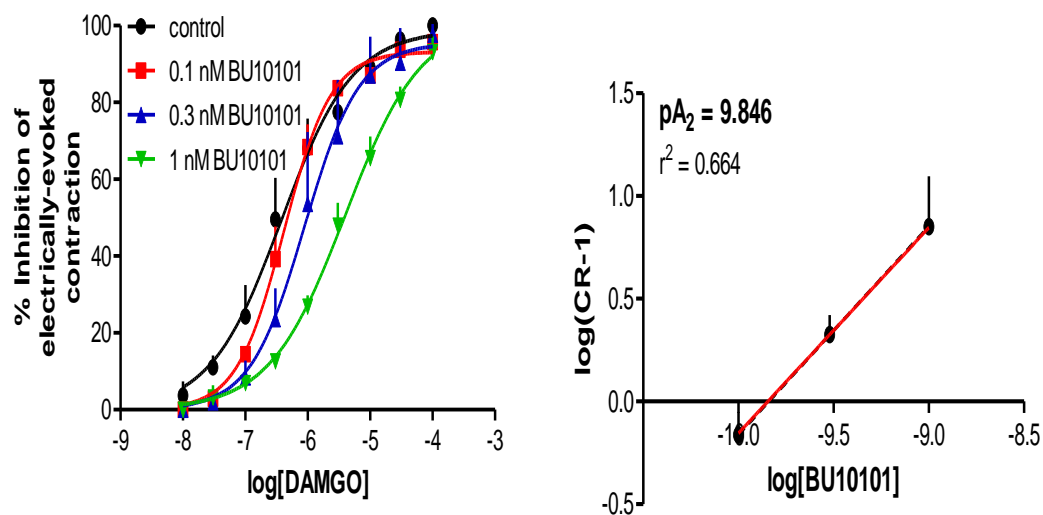 control
0.1 nM BU10101
0.3 nM BU10101
1 nM BU10101
% Inhibition of
electrically-evoked
contraction
100
80
60
40
20
0
-9 -8 -7 -6 -5 -4 -3
log[DAMGO]
pA2 = 9.846
r2 = 0.664
log(CR-1)
1.5
1.0
0.5
0.0
-0.5
-10.0 -9.5 -9.0 -8.5
log[BU10101]